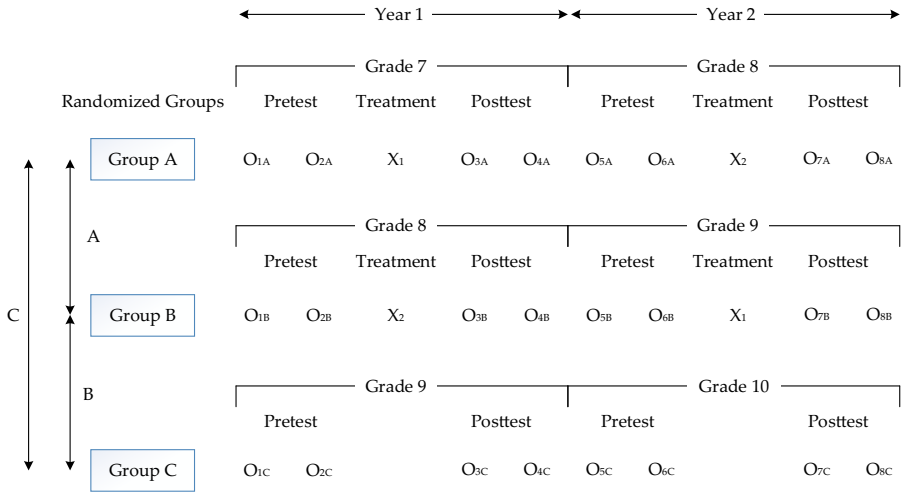 Year 1 Year 2
Grade 7 Grade 8
Randomized Groups Pretest Treatment Posttest Pretest Treatment Posttest
Group A O1A O2A X1 O3A O4A O5A O6A X2 O7A O8A
Grade 8 Grade 9
A
Pretest Treatment Posttest Pretest Treatment Posttest
C Group B O1B O2B X2 O3B O4B O5B O6B X1 O7B O8B
Grade 9 Grade 10
B
Pretest Posttest Pretest Posttest
Group C O1C O2C O3C O4C O5C O6C O7C O8C